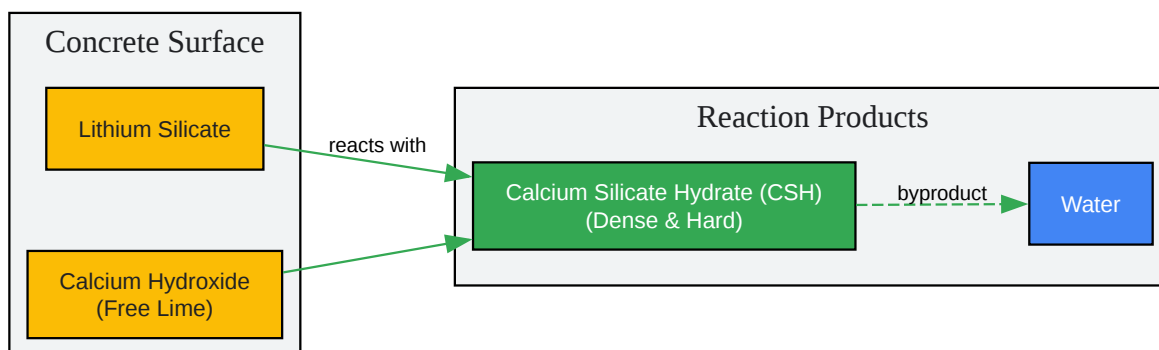 Concrete Surface
Lithium Silicate
Calcium Hydroxide
(Free Lime)
reacts with
Reaction Products
Calcium Silicate Hydrate (CSH)
(Dense & Hard)
byproduct
Water